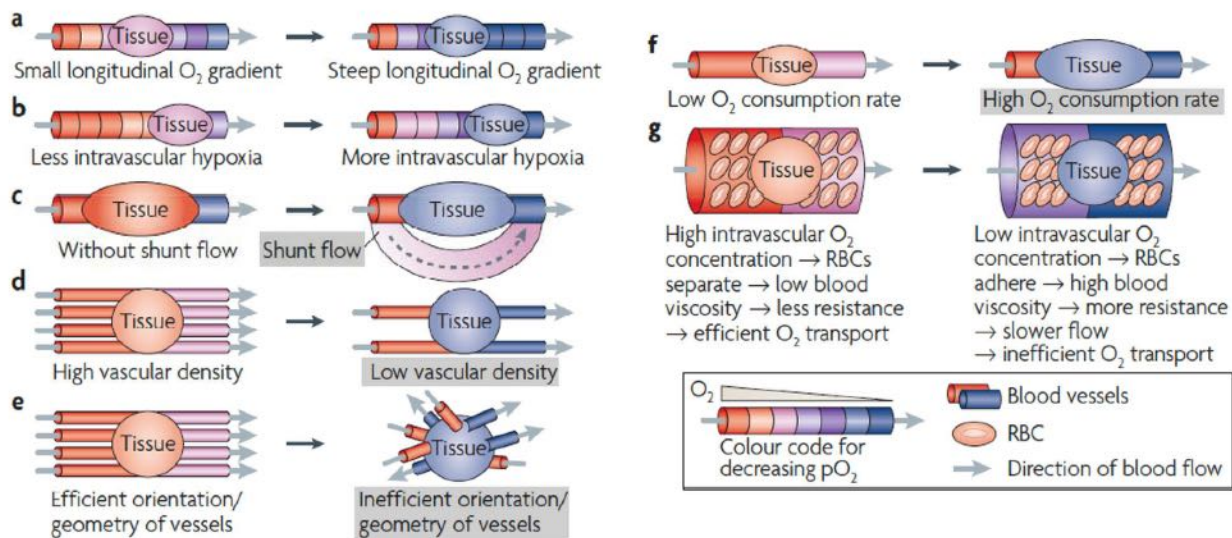 a
Tissue
Tissue
Small longitudinal O₂ gradient
Steep longitudinal O₂ gradient
b
Tissue
Tissue
Less intravascular hypoxia
More intravascular hypoxia
c
Tissue
Tissue
Without shunt flow
Shunt flow
d
Tissue
Tissue
High vascular density
Low vascular density
e
Tissue
Tissue
Efficient orientation/
geometry of vessels
Inefficient orientation/
geometry of vessels
f
Tissue
Tissue
Low O₂ consumption rate
High O₂ consumption rate
g
Tissue
Tissue
High intravascular O₂
concentration → RBCs
separate → low blood
viscosity → less resistance
→ efficient O₂ transport
Low intravascular O₂
concentration → RBCs
adhere → high blood
viscosity → more resistance
→ slower flow
→ inefficient O₂ transport
O₂
Colour code for
decreasing pO₂
Blood vessels
RBC
Direction of blood flow